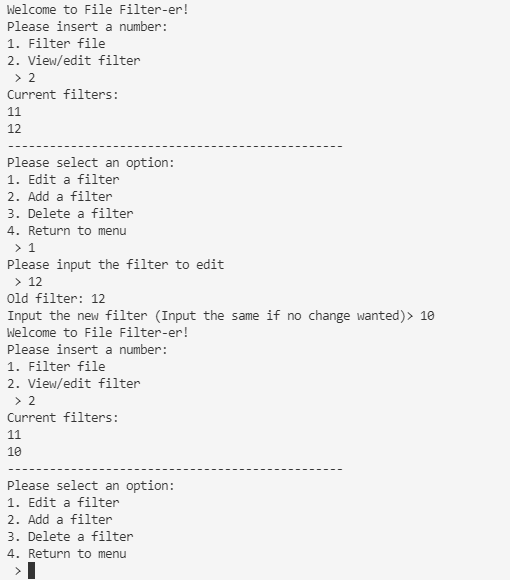 Welcome to File Filter-er!
Please insert a number:
1. Filter file
2. View/edit filter
 > 2
Current filters:
11
12
------------------------------------------------
Please select an option:
1. Edit a filter
2. Add a filter
3. Delete a filter
4. Return to menu
 > 1
Please input the filter to edit
 > 12
Old filter: 12
Input the new filter (Input the same if no change wanted)> 10
Welcome to File Filter-er!
Please insert a number:
1. Filter file
2. View/edit filter
 > 2
Current filters:
11
10
------------------------------------------------
Please select an option:
1. Edit a filter
2. Add a filter
3. Delete a filter
4. Return to menu
 >